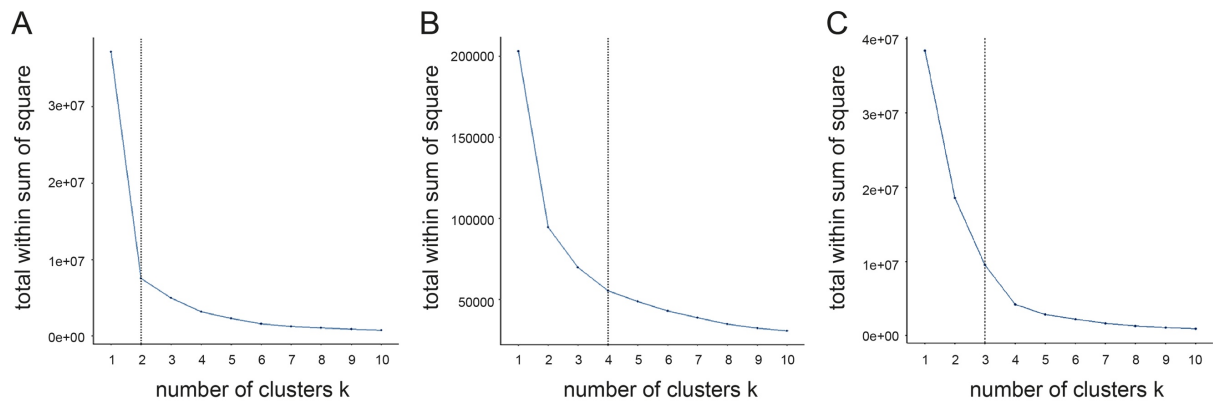 A
total within sum of square
3e+07
2e+07
1e+07
0e+00
1 2 3 4 5 6 7 8 9 10
number of clusters k
B
total within sum of square
200000
150000
100000
50000
1 2 3 4 5 6 7 8 9 10
number of clusters k
C
total within sum of square
4e+07
3e+07
2e+07
1e+07
0e+00
1 2 3 4 5 6 7 8 9 10
number of clusters k